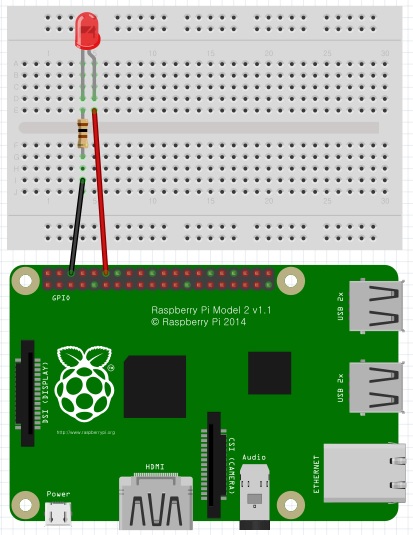 1 10 15 20 25 30
1 10 15 20 25 30
GPIO
Raspberry Pi Model 2 v1.1
© Raspberry Pi 2014
USB 2x
DSI (DISPLAY)
USB 2x
http://www.raspberrypi.org
CSI (CAMERA)
HDMI
Audio
ETHERNET
Power